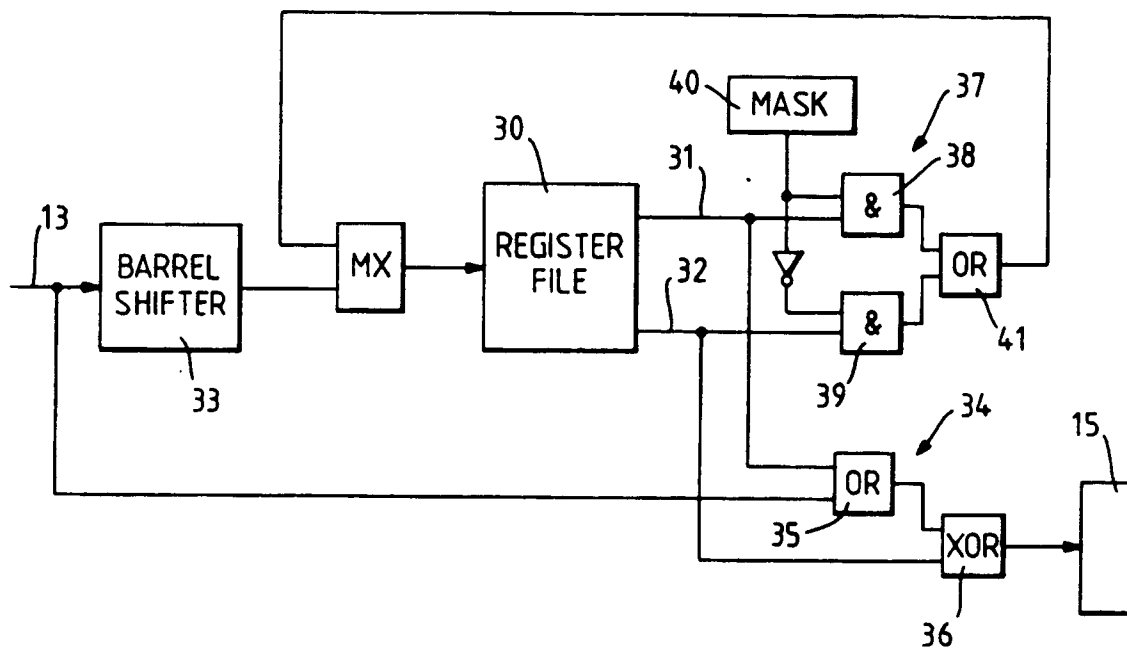 40
MASK
37
30
31
38
&
13
BARREL
SHIFTER
MX
REGISTER
FILE
OR
32
41
&
33
39
34
15
OR
35
XOR
36